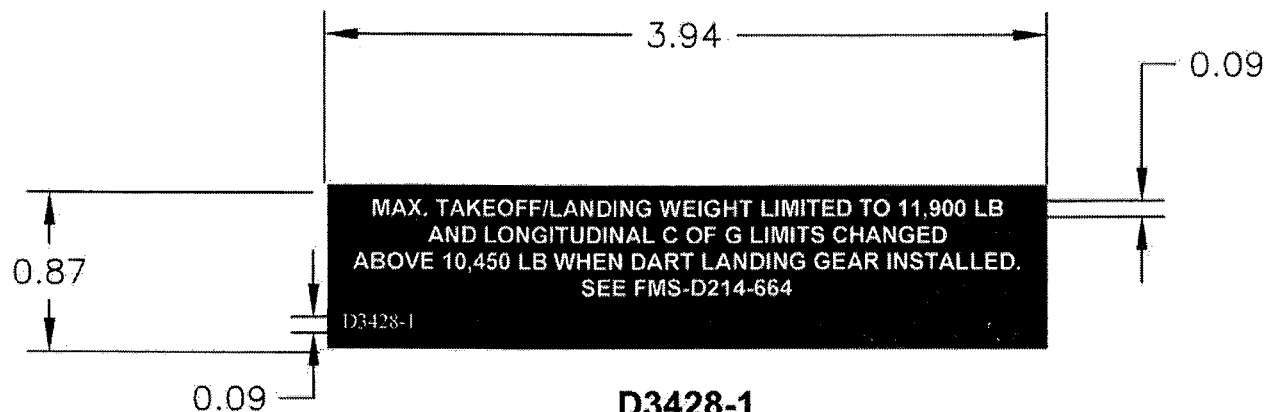 3.94
0.09
MAX. TAKEOFF/LANDING WEIGHT LIMITED TO 11,900 LB
AND LONGITUDINAL C OF G LIMITS CHANGED
ABOVE 10,450 LB WHEN DART LANDING GEAR INSTALLED.
SEE FMS-D214-664
0.87
D3428-1
0.09
D3428-1